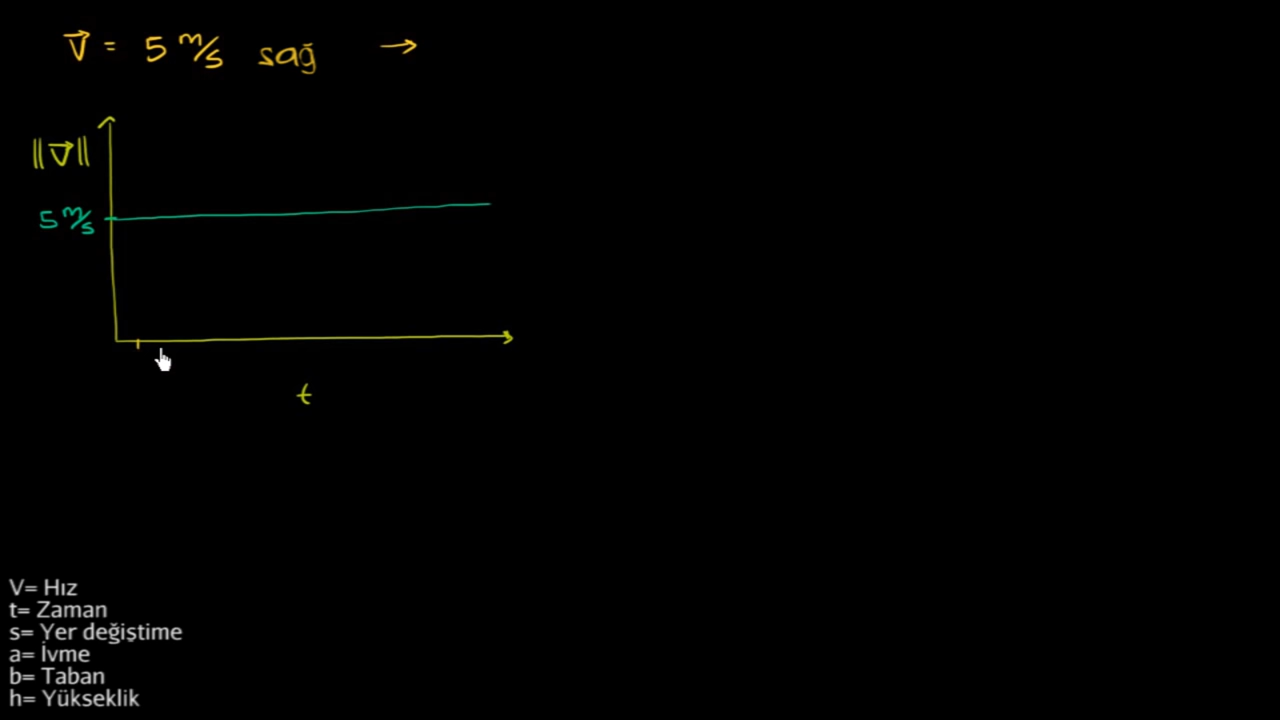 V⃗ = 5 m/s sağ →
||V⃗||
5 m/s
t
V= Hız
t= Zaman
s= Yer değiştime
a= İvme
b= Taban
h= Yükseklik